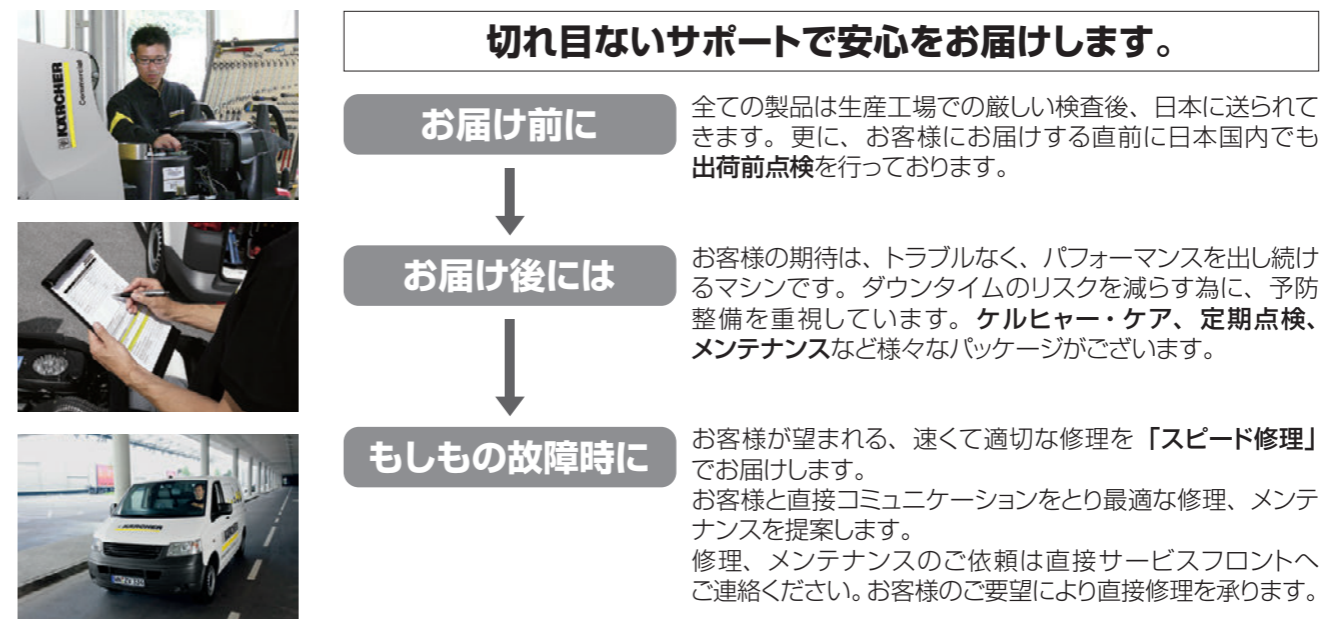 切れ目ないサポートで安心をお届けします。
お届け前に
全ての製品は生産工場での厳しい検査後、日本に送られて
きます。更に、お客様にお届けする直前に日本国内でも
出荷前点検を行っております。
お届け後には
お客様の期待は、トラブルなく、パフォーマンスを出し続け
るマシンです。ダウンタイムのリスクを減らす為に、予防
整備を重視しています。ケルヒャー・ケア、定期点検、
メンテナンスなど様々なパッケージがございます。
もしもの故障時に
お客様が望まれる、速くて適切な修理を「スピード修理」
でお届けします。
お客様と直接コミュニケーションをとり最適な修理、メンテ
ナンスを提案します。
修理、メンテナンスのご依頼は直接サービスフロントへ
ご連絡ください。お客様のご要望により直接修理を承ります。
KÄRCHER
Commercial
KÄRCHER